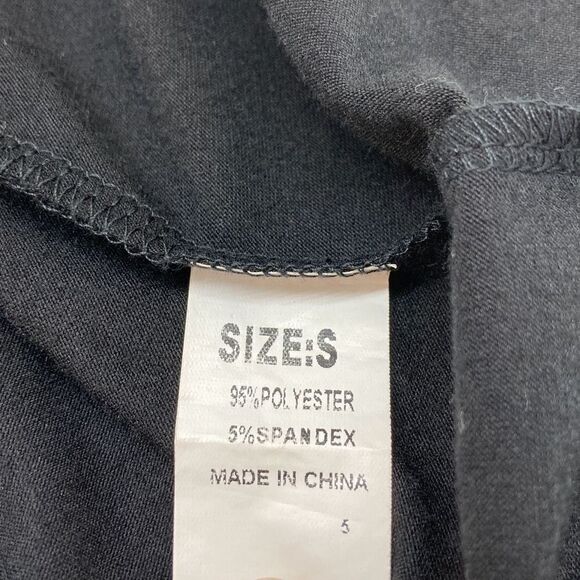 SIZE:S
95%POLYESTER
5%SPANDEX
MADE IN CHINA
5